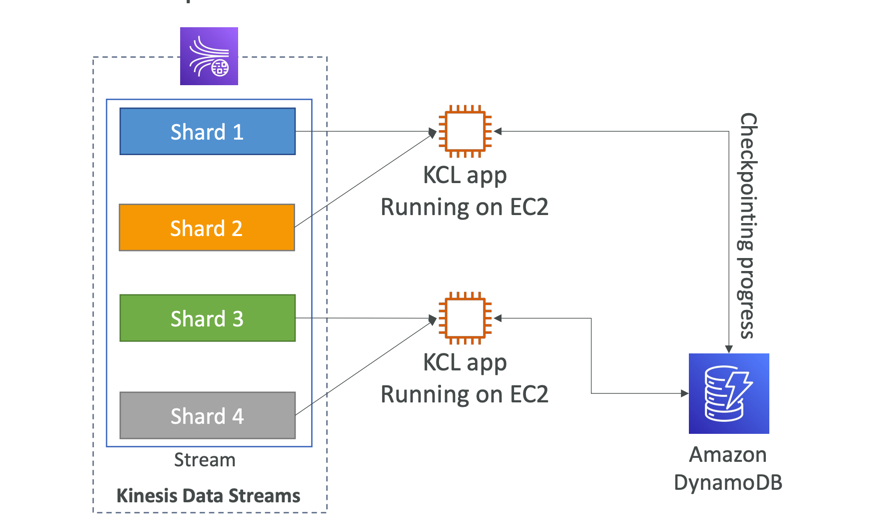 Shard 1
Shard 2
Shard 3
Shard 4
Stream
Kinesis Data Streams
KCL app
Running on EC2
KCL app
Running on EC2
Checkpointing progress
Amazon
DynamoDB